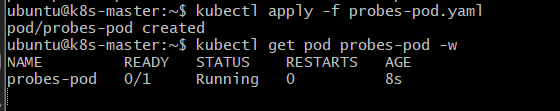 ubuntu@k8s-master:~$ kubectl apply -f probes-pod.yaml
pod/probes-pod created
ubuntu@k8s-master:~$ kubectl get pod probes-pod -w
NAME READY STATUS RESTARTS AGE
probes-pod 0/1 Running 0 8s